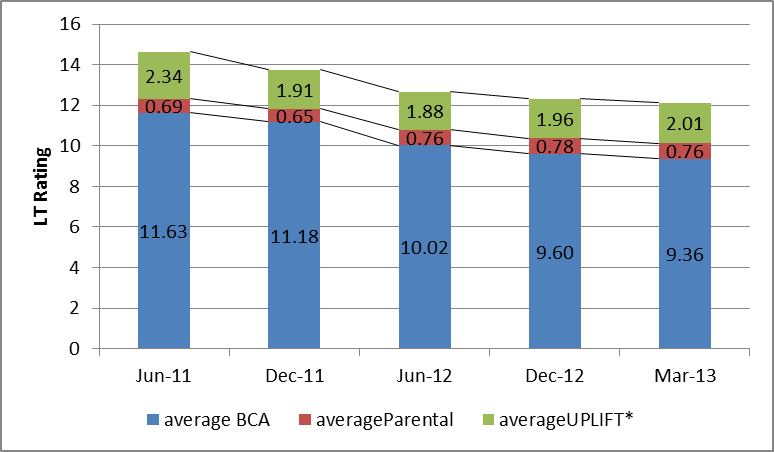 16
14
12
10
8
6
4
2
0
LT Rating
2.34
1.91
1.88
1.96
2.01
0.69
0.65
0.76
0.78
0.76
11.63
11.18
10.02
9.60
9.36
Jun-11
Dec-11
Jun-12
Dec-12
Mar-13
average BCA
averageParental
averageUPLIFT*